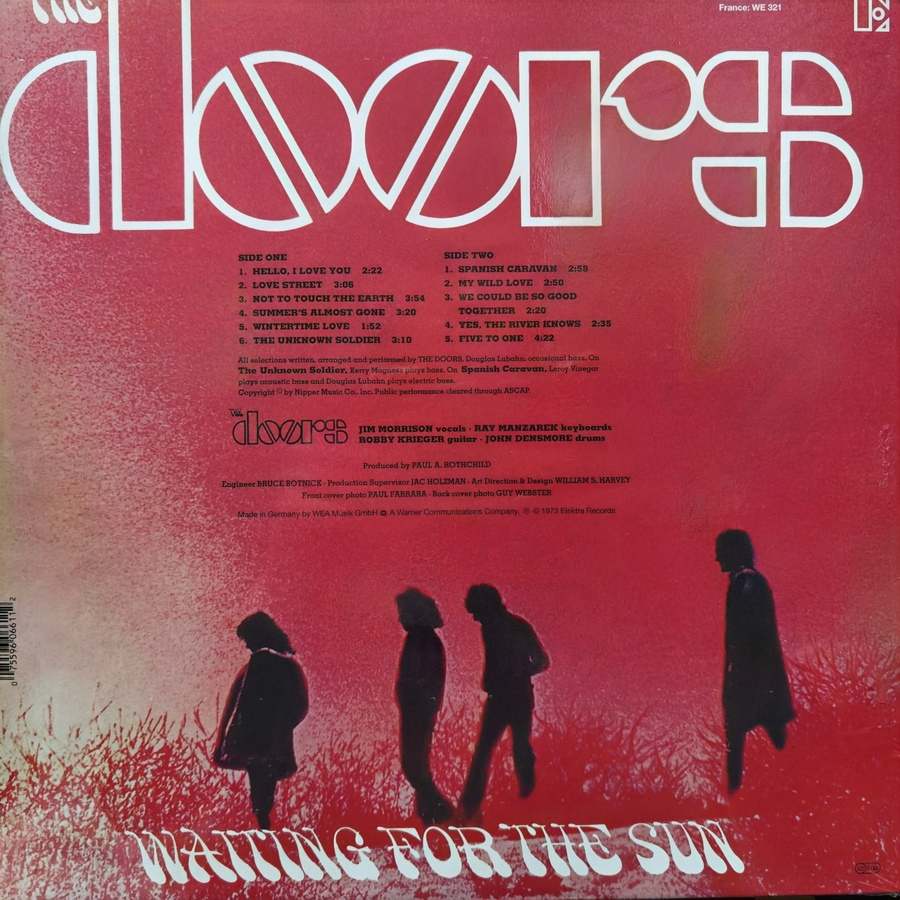 THE
France: WE 321
doors
SIDE ONE
1. HELLO, I LOVE YOU 2:22
2. LOVE STREET 3:06
3. NOT TO TOUCH THE EARTH 3:54
4. SUMMER'S ALMOST GONE 3:20
5. WINTERTIME LOVE 1:52
6. THE UNKNOWN SOLDIER 3:10
SIDE TWO
1. SPANISH CARAVAN 2:58
2. MY WILD LOVE 2:50
3. WE COULD BE SO GOOD
TOGETHER 2:20
4. YES, THE RIVER KNOWS 2:35
5. FIVE TO ONE 4:22
All selections written, arranged and performed by THE DOORS, Douglas Lubahn, occasional bass. On
The Unknown Soldier, Kerry Magness plays bass. On Spanish Caravan, Leroy Vinegar
plays acoustic bass and Douglas Lubahn plays electric bass.
Copyright © by Nipper Music Co., Inc. Public performance cleared through ASCAP
THE doors
JIM MORRISON vocals · RAY MANZAREK keyboards
ROBBY KRIEGER guitar · JOHN DENSMORE drums
Produced by PAUL A. ROTHCHILD
Engineer BRUCE BOTNICK · Production Supervisor JAC HOLZMAN · Art Direction & Design WILLIAM S. HARVEY
Front cover photo PAUL FARRARA · Back cover photo GUY WEBSTER
Made in Germany by WEA Musik GmbH A Warner Communications Company. ℗ © 1973 Elektra Records
0 75596 06611 2
WAITING FOR THE SUN